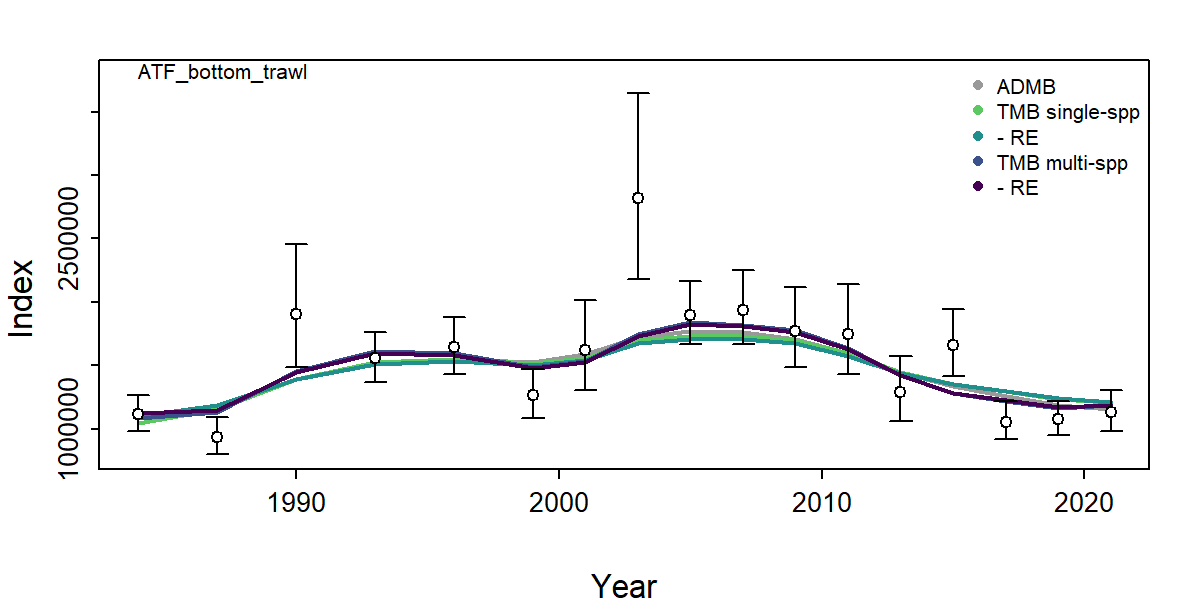 ATF_bottom_trawl
ADMB
TMB single-spp
- RE
TMB multi-spp
- RE
Index
2500000
1000000
1990
2000
2010
2020
Year